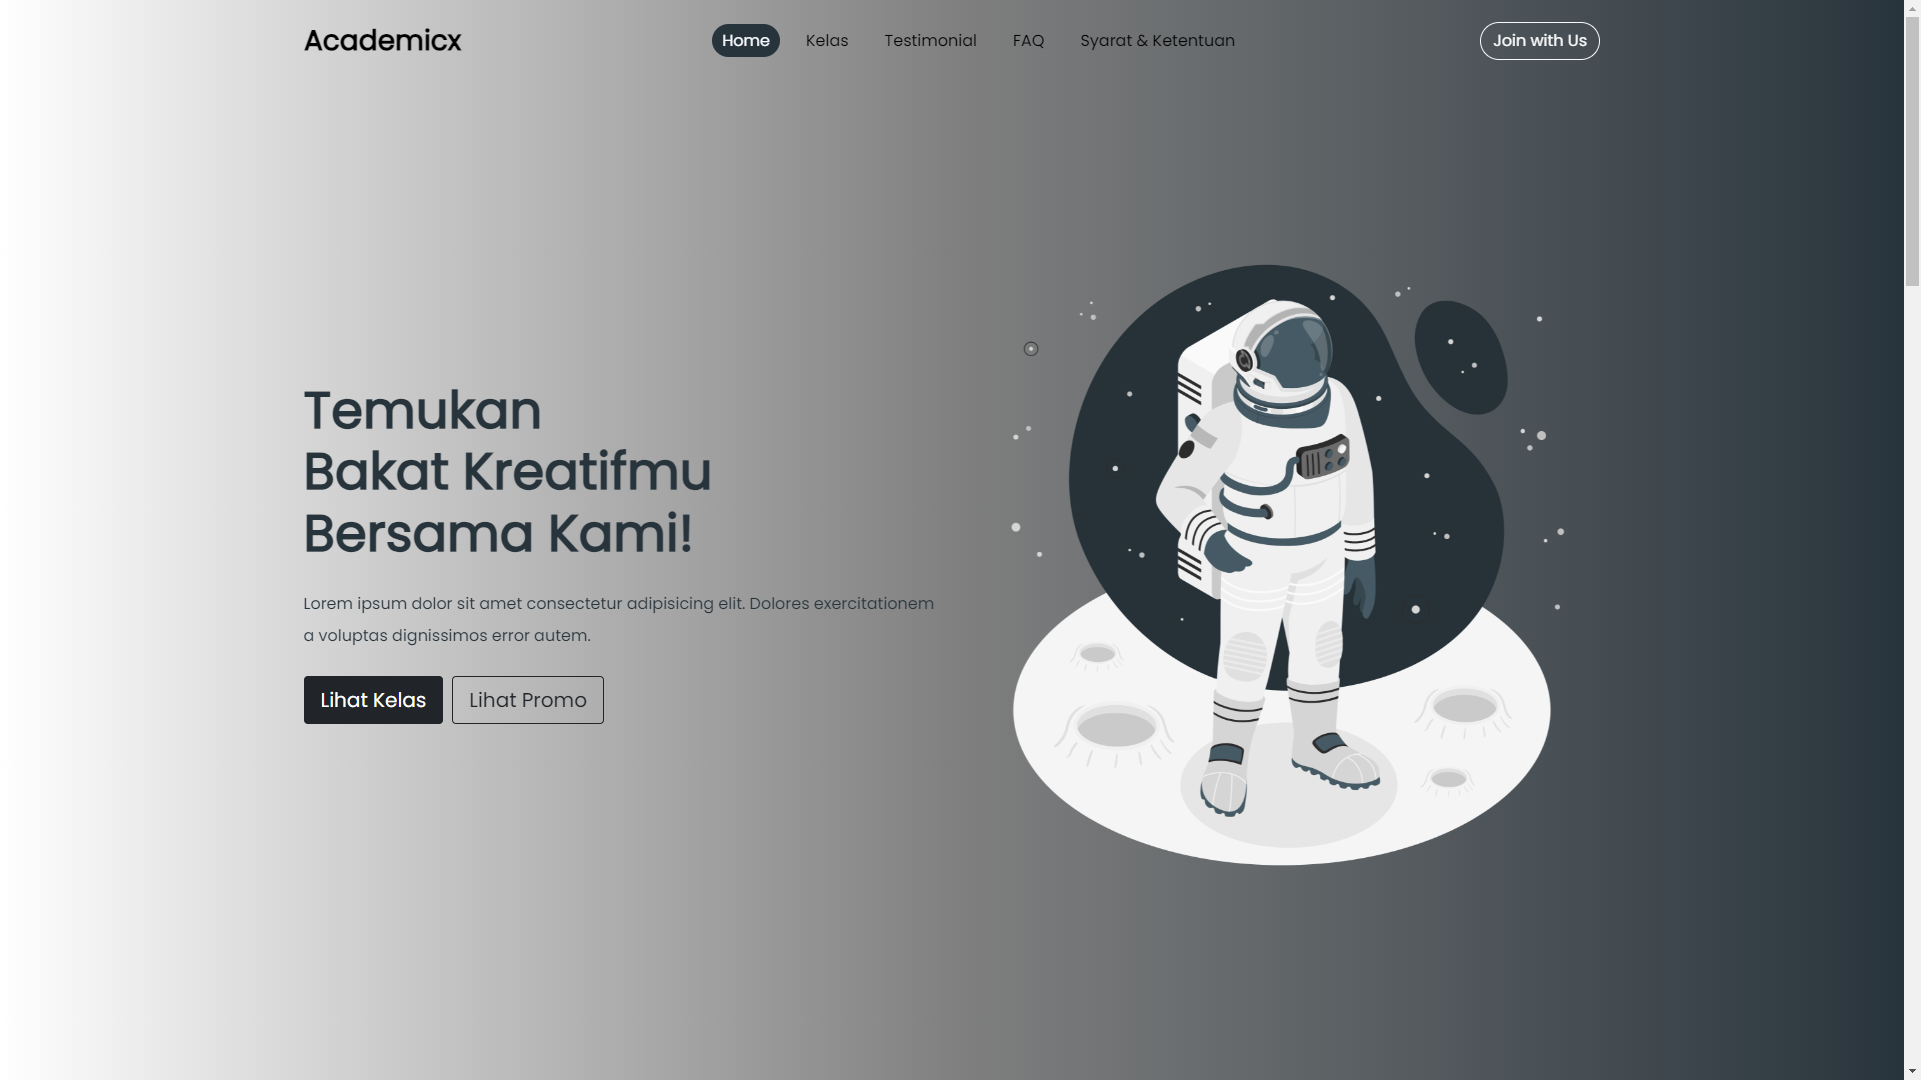 Academicx
Home
Kelas
Testimonial
FAQ
Syarat & Ketentuan
Join with Us
Temukan
Bakat Kreatifmu
Bersama Kami!
Lorem ipsum dolor sit amet consectetur adipisicing elit. Dolores exercitationem
a voluptas dignissimos error autem.
Lihat Kelas
Lihat Promo